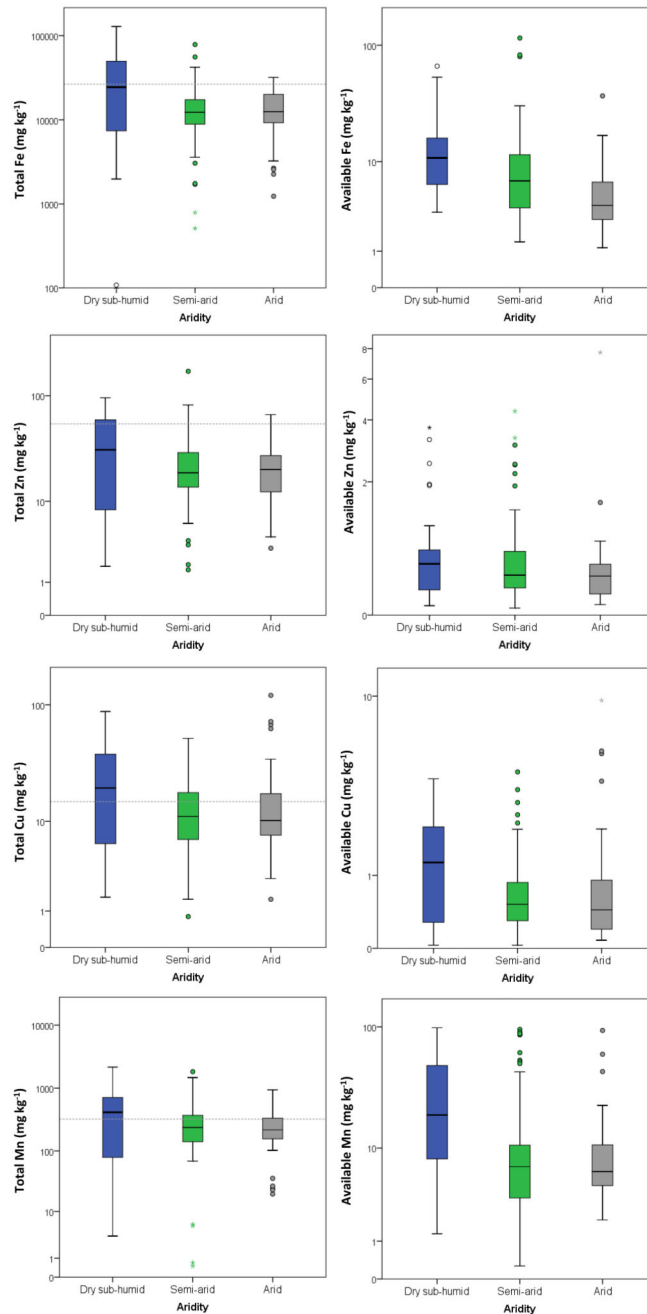 Total Fe (mg kg⁻¹)
100000
10000
1000
100
Dry sub-humid Semi-arid Arid
Aridity
Available Fe (mg kg⁻¹)
100
10
1
0
Dry sub-humid Semi-arid Arid
Aridity
Total Zn (mg kg⁻¹)
100
10
1
0
Dry sub-humid Semi-arid Arid
Aridity
Available Zn (mg kg⁻¹)
8
6
4
2
0
Dry sub-humid Semi-arid Arid
Aridity
Total Cu (mg kg⁻¹)
100
10
1
0
Dry sub-humid Semi-arid Arid
Aridity
Available Cu (mg kg⁻¹)
10
1
0
Dry sub-humid Semi-arid Arid
Aridity
Total Mn (mg kg⁻¹)
10000
1000
100
1
0
Dry sub-humid Semi-arid Arid
Aridity
Available Mn (mg kg⁻¹)
100
10
1
0
Dry sub-humid Semi-arid Arid
Aridity